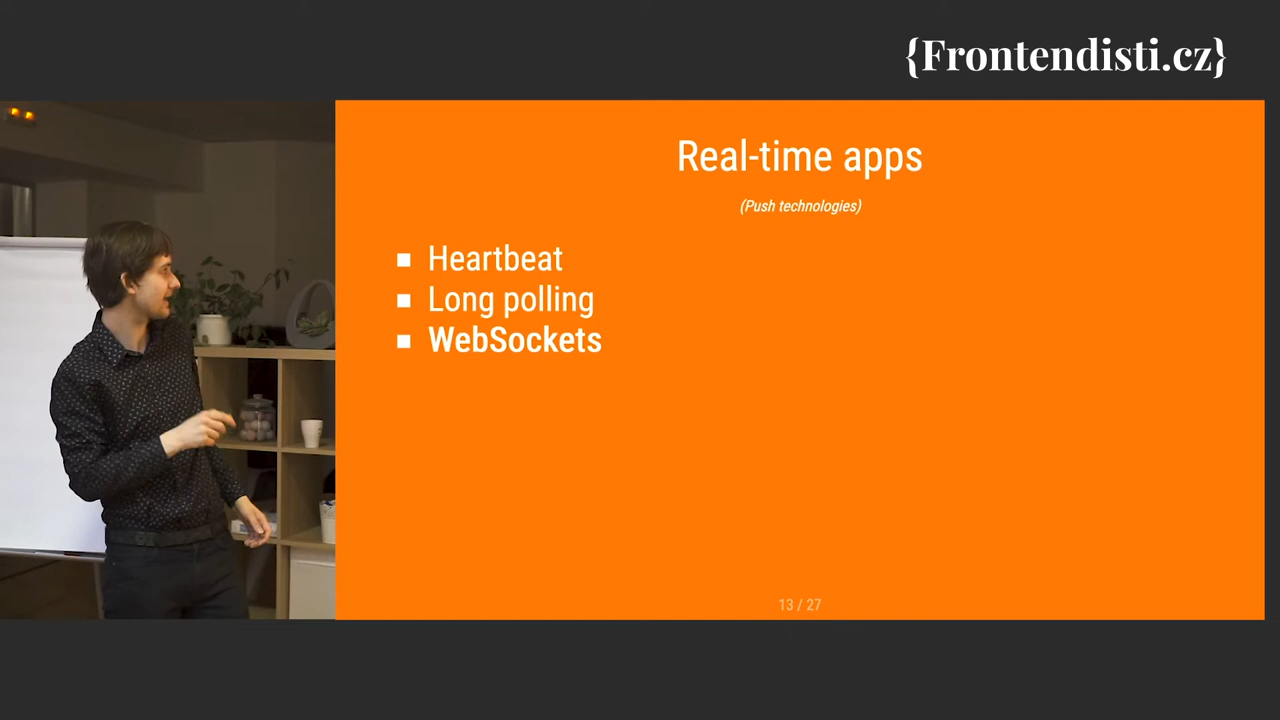 {Frontendisti.cz}
Real-time apps
(Push technologies)
Heartbeat
Long polling
WebSockets
13 / 27